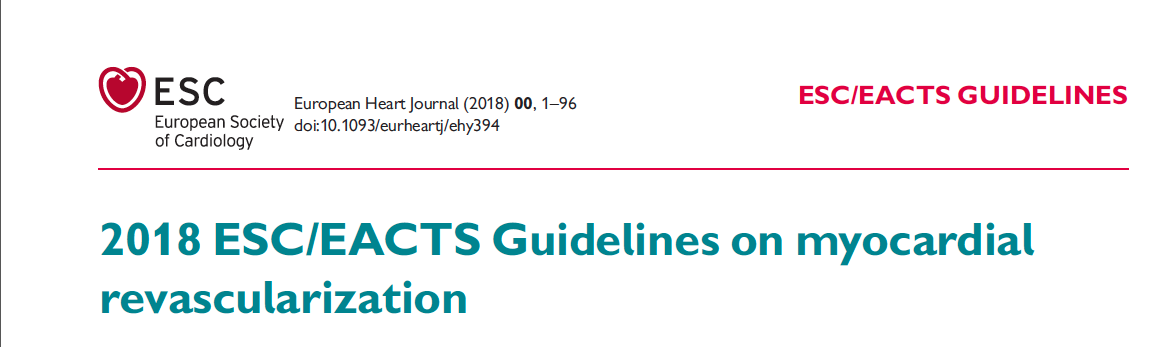 ESC
European Society
of Cardiology
European Heart Journal (2018) 00, 1–96
doi:10.1093/eurheartj/ehy394
ESC/EACTS GUIDELINES
2018 ESC/EACTS Guidelines on myocardial
revascularization